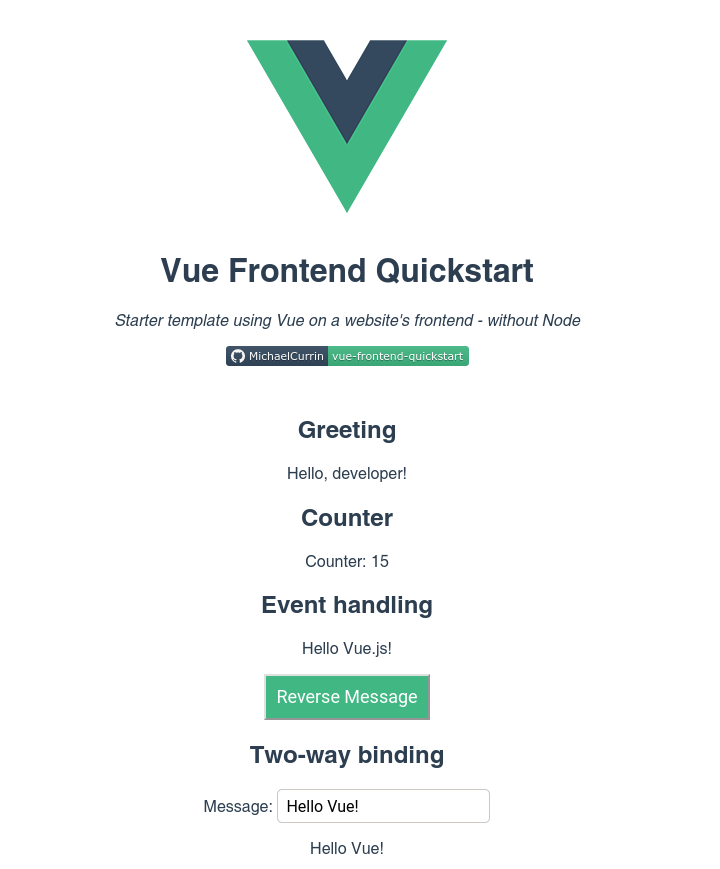 Vue Frontend Quickstart
Starter template using Vue on a website's frontend - without Node
MichaelCurrin vue-frontend-quickstart
Greeting
Hello, developer!
Counter
Counter: 15
Event handling
Hello Vue.js!
Reverse Message
Two-way binding
Message: Hello Vue!
Hello Vue!